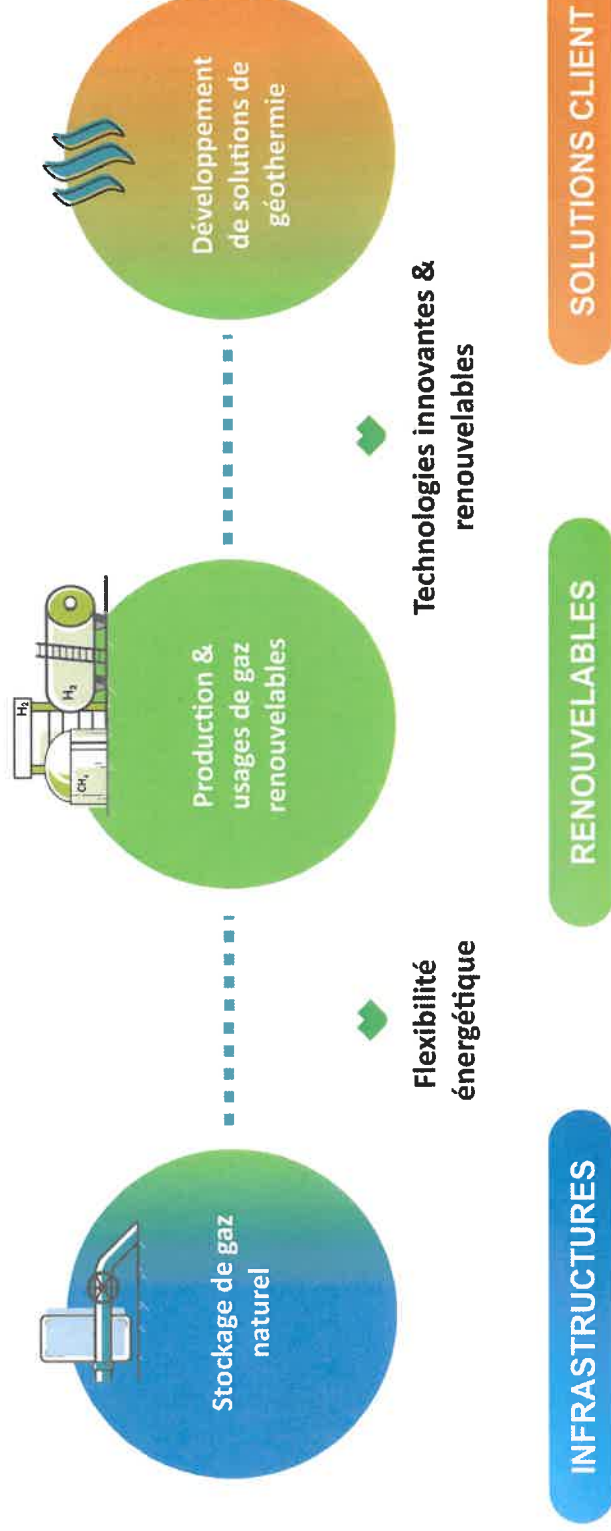 Stockage de gaz
naturel
Production &
usages de gaz
renouvelables
H₂
H₂
CH₄
Développement
de solutions de
géothermie
Flexibilité
énergétique
Technologies innovantes &
renouvelables
INFRASTRUCTURES
RENOUVELABLES
SOLUTIONS CLIENT